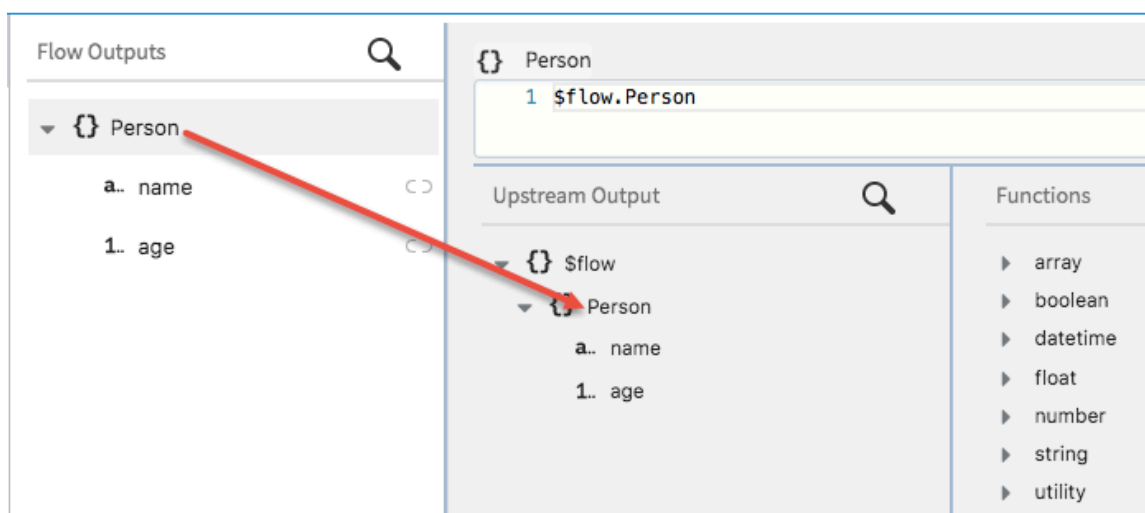 Flow Outputs
{} Person
a.. name
1.. age
{} Person
1 $flow.Person
Upstream Output
{} $flow
{} Person
a.. name
1.. age
Functions
array
boolean
datetime
float
number
string
utility